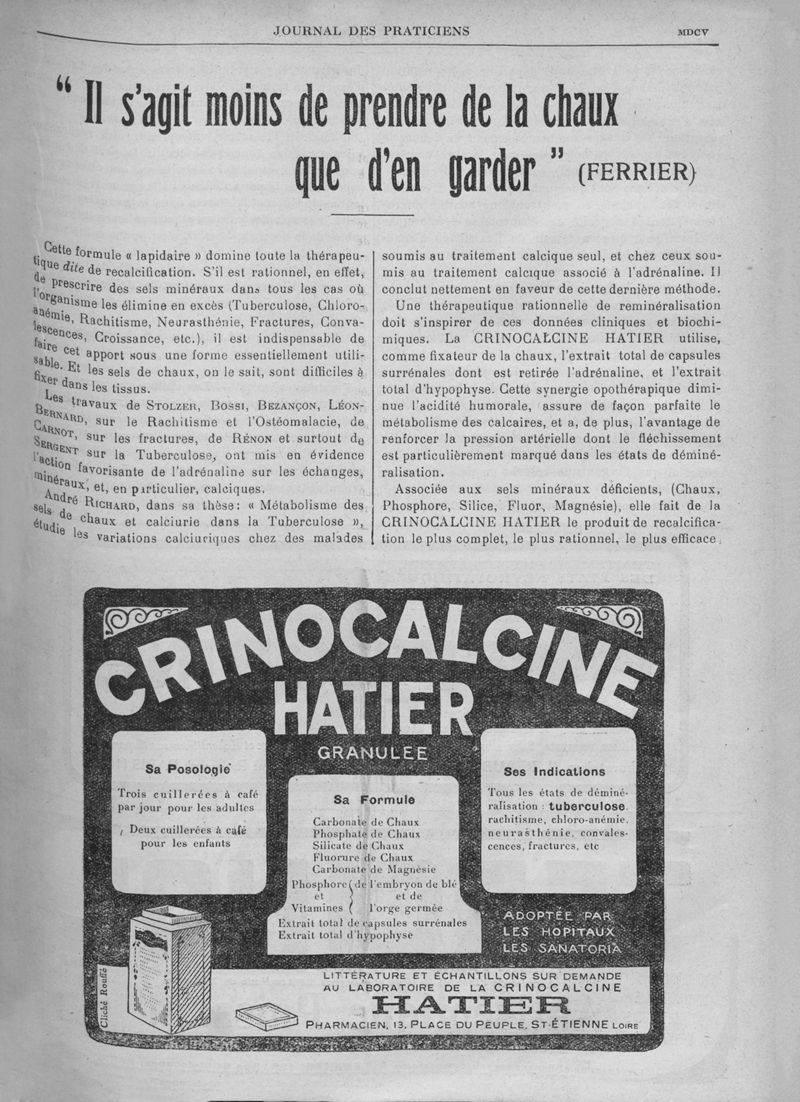 JOURNAL DES PRATICIENS
MDCV
“ Il s’agit moins de prendre de la chaux
que d’en garder ” (FERRIER)
Cette formule « lapidaire » domine toute la thérapeu-
tique dite de recalcification. S’il est rationnel, en effet,
de prescrire des sels minéraux dans tous les cas où
l’organisme les élimine en excès (Tuberculose, Chloro-
anémie, Rachitisme, Neurasthénie, Fractures, Conva-
lescences, Croissance, etc.), il est indispensable de
faire cet apport sous une forme essentiellement utili-
sable. Et les sels de chaux, on le sait, sont difficiles à
fixer dans les tissus.
Les travaux de STOLZER, BOSSI, BEZANÇON, LÉON-
BERNARD, sur le Rachitisme et l’Ostéomalacie, de
CARNOT, sur les fractures, de RÉNON et surtout de
SERGENT sur la Tuberculose, ont mis en évidence
l’action favorisante de l’adrénaline sur les échanges,
minéraux, et, en particulier, calciques.
André RICHARD, dans sa thèse : « Métabolisme des
sels de chaux et calciurie dans la Tuberculose »,
étudie les variations calciuriques chez des malades
soumis au traitement calcique seul, et chez ceux sou-
mis au traitement calcique associé à l’adrénaline. Il
conclut nettement en faveur de cette dernière méthode.
Une thérapeutique rationnelle de reminéralisation
doit s’inspirer de ces données cliniques et biochi-
miques. La CRINOCALCINE HATIER utilise,
comme fixateur de la chaux, l’extrait total de capsules
surrénales dont est retirée l’adrénaline, et l’extrait
total d’hypophyse. Cette synergie opothérapique dimi-
nue l’acidité humorale, assure de façon parfaite le
métabolisme des calcaires, et a, de plus, l’avantage de
renforcer la pression artérielle dont le fléchissement
est particulièrement marqué dans les états de déminé-
ralisation.
Associée aux sels minéraux déficients, (Chaux,
Phosphore, Silice, Fluor, Magnésie), elle fait de la
CRINOCALCINE HATIER le produit de recalcifica-
tion le plus complet, le plus rationnel, le plus efficace
CRINOCALCINE
HATIER
GRANULEE
Sa Posologie
Trois cuillerées à café
par jour pour les adultes
Deux cuillerées à café
pour les enfants
Sa Formule
Carbonate de Chaux
Phosphate de Chaux
Silicate de Chaux
Fluorure de Chaux
Carbonate de Magnésie
Phosphore ( de l’embryon de blé
et ) et de
Vitamines ( l’orge germée
Extrait total de capsules surrénales
Extrait total d’hypophyse
Ses Indications
Tous les états de déminé-
ralisation : tuberculose,
rachitisme, chloro-anémie,
neurasthénie, convales-
cences, fractures, etc
ADOPTÉE PAR
LES HOPITAUX
LES SANATORIA
Cliché Rouffé
LITTÉRATURE ET ÉCHANTILLONS SUR DEMANDE
AU LABORATOIRE DE LA CRINOCALCINE
HATIER
PHARMACIEN, 13, PLACE DU PEUPLE, ST-ÉTIENNE LOIRE